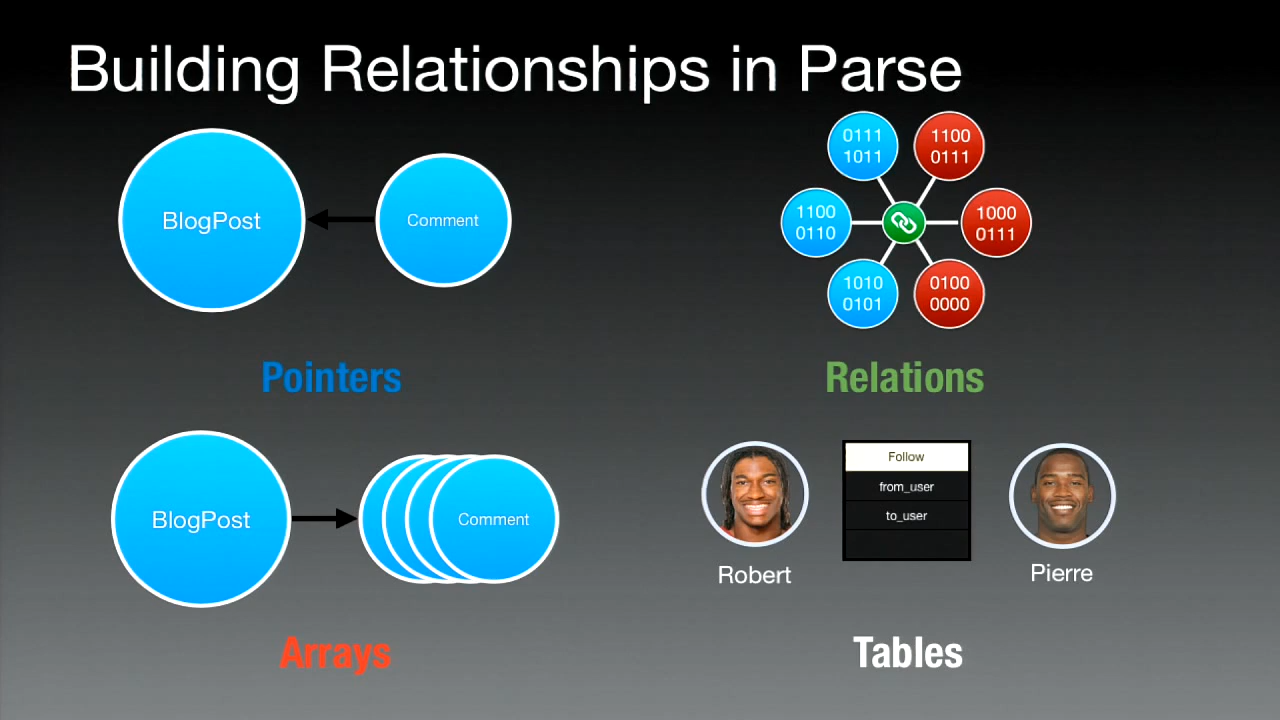 Building Relationships in Parse
BlogPost
Comment
Pointers
0111
1011
1100
0111
1100
0110
1000
0111
1010
0101
0100
0000
Relations
BlogPost
Comment
Arrays
Robert
Follow
from_user
to_user
Pierre
Tables